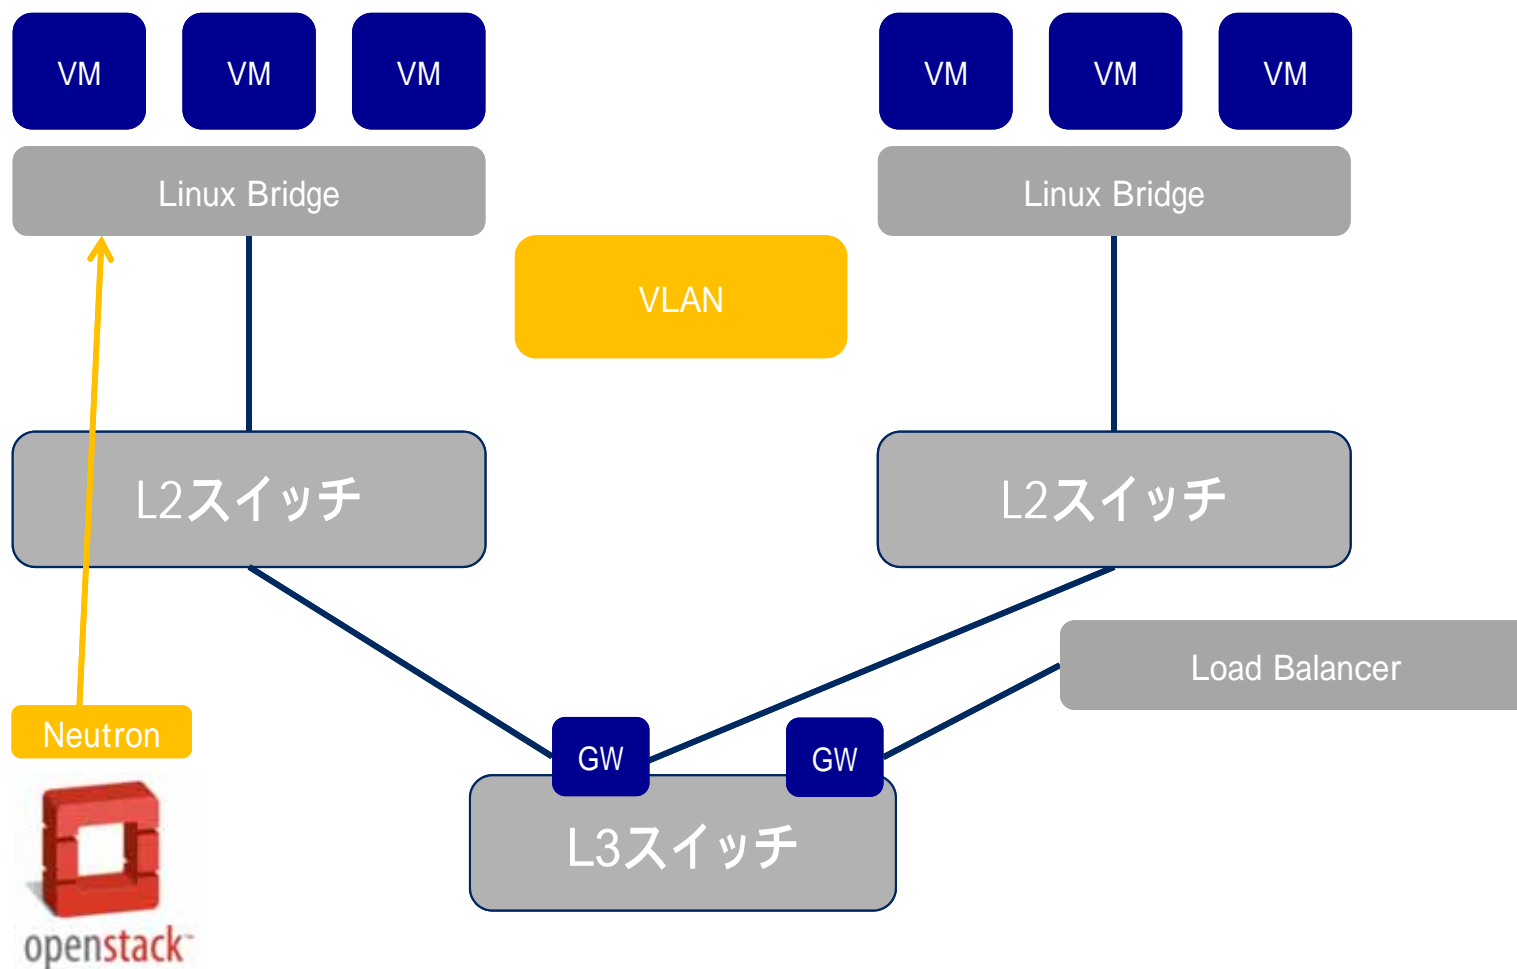 VM
VM
VM
VM
VM
VM
Linux Bridge
Linux Bridge
VLAN
L2スイッチ
L2スイッチ
Load Balancer
Neutron
GW
GW
L3スイッチ
openstack™